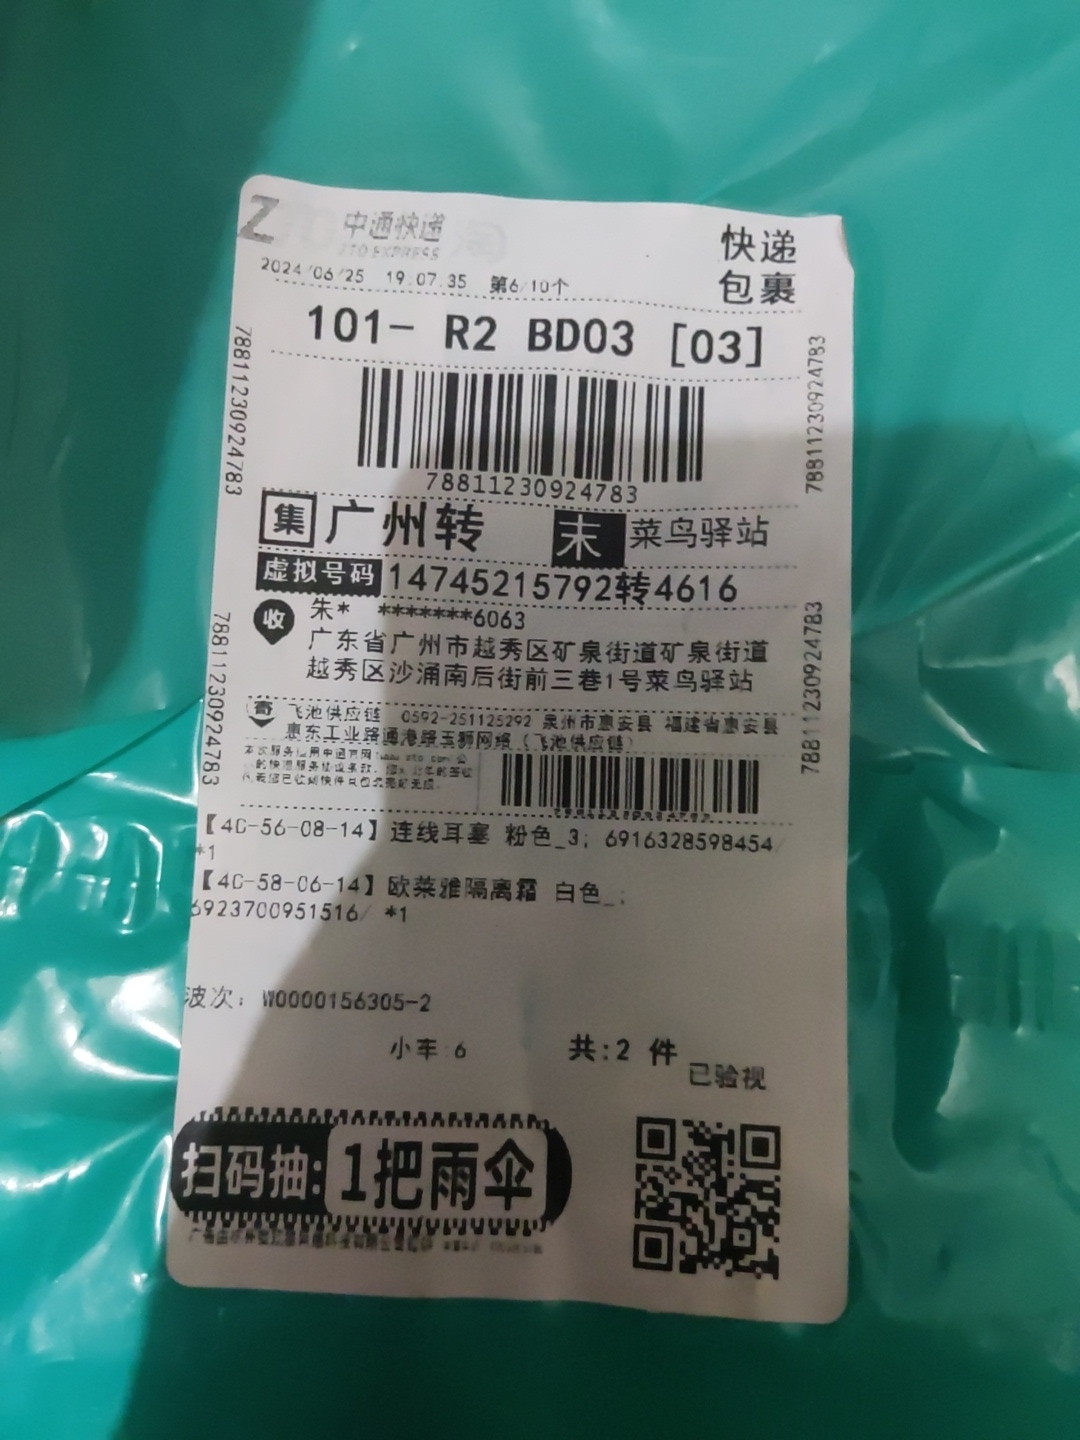 Z 中通快递
ZTO EXPRESS
快递
包裹
2024/06/25 19:07:35 第6/10个
101- R2 BD03 [03]
78811230924783
78811230924783
78811230924783
集 广州转 末 菜鸟驿站
虚拟号码 14745215792转4616
收 朱* *******6063
广东省广州市越秀区矿泉街道矿泉街道
越秀区沙涌南后街前三巷1号菜鸟驿站
78811230924783
78811230924783
寄 飞池供应链 0592-251125292 泉州市惠安县 福建省惠安县
惠东工业路通港路玉狮网络(飞池供应链)
【4C-56-08-14】连线耳塞 粉色_3; 6916328598454/
*1
【4C-58-06-14】欧莱雅隔离霜 白色_;
6923700951516/ *1
波次: W0000156305-2
小车:6 共:2 件
已验视
扫码抽: 1把雨伞